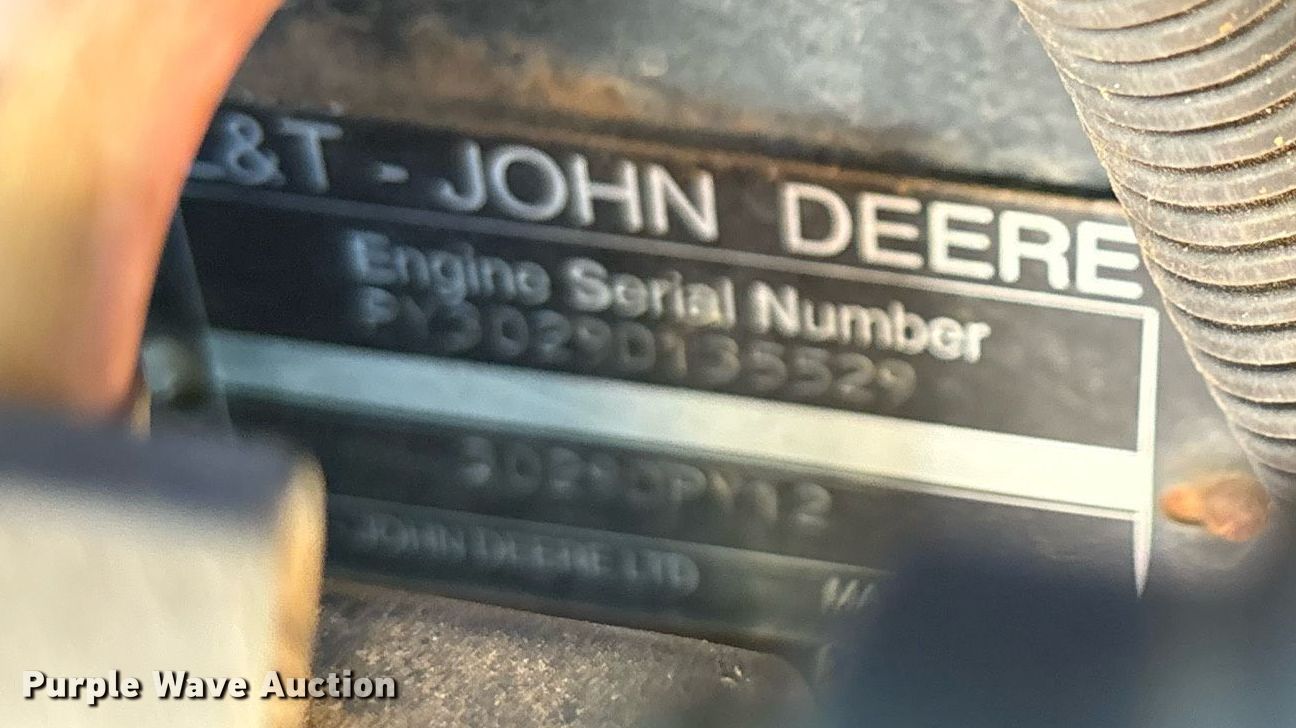 L&T - JOHN DEERE
Engine Serial Number
PY3029D135529
3029DPY12
JOHN DEERE LTD
Purple Wave Auction